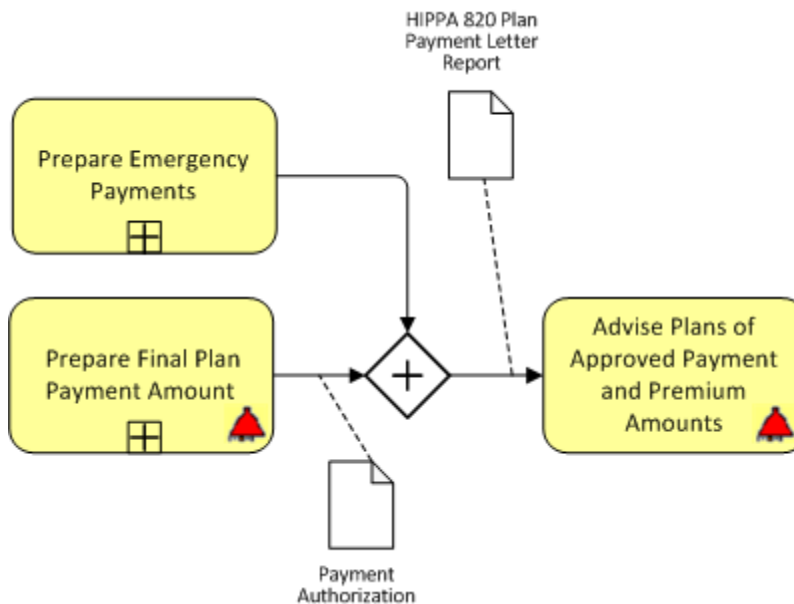 HIPPA 820 Plan
Payment Letter
Report
Prepare Emergency
Payments
Prepare Final Plan
Payment Amount
Advise Plans of
Approved Payment
and Premium
Amounts
Payment
Authorization